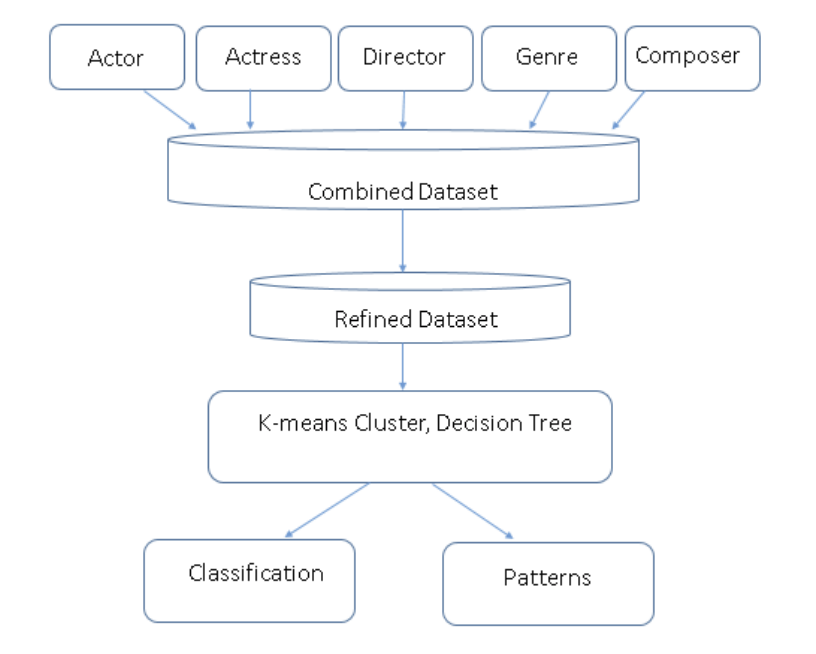 Actor
Actress
Director
Genre
Composer
Combined Dataset
Refined Dataset
K-means Cluster, Decision Tree
Classification
Patterns